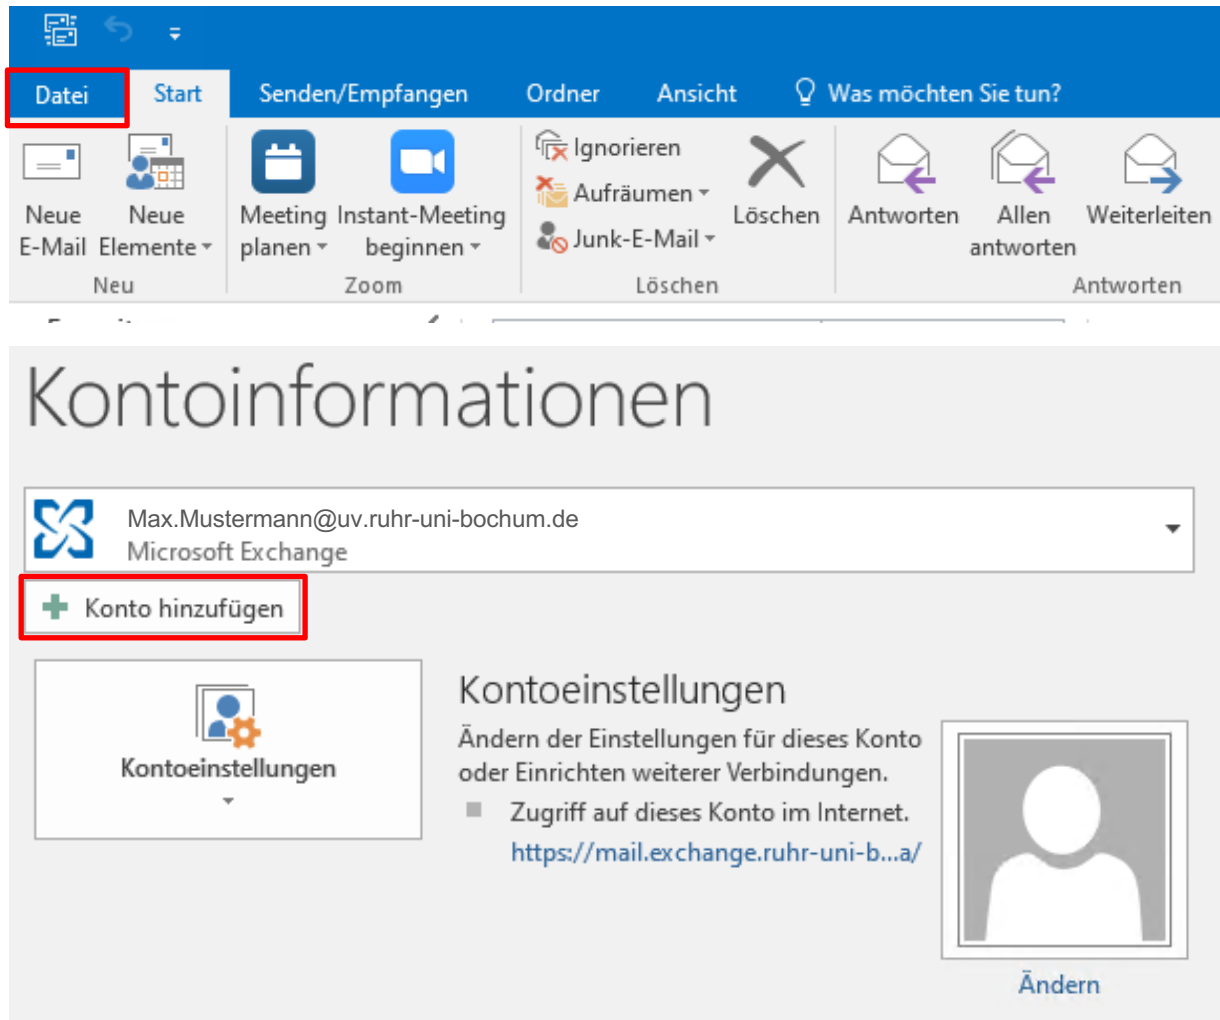 Datei Start Senden/Empfangen Ordner Ansicht Was möchten Sie tun?
Neue E-Mail
Neue Elemente
Meeting planen
Instant-Meeting beginnen
Ignorieren
Aufräumen
Junk-E-Mail
Löschen
Antworten
Allen antworten
Weiterleiten
Neu Zoom Löschen Antworten
Kontoinformationen
Max.Mustermann@uv.ruhr-uni-bochum.de
Microsoft Exchange
Konto hinzufügen
Kontoeinstellungen
Kontoeinstellungen
Ändern der Einstellungen für dieses Konto
oder Einrichten weiterer Verbindungen.
Zugriff auf dieses Konto im Internet.
https://mail.exchange.ruhr-uni-b...a/
Ändern